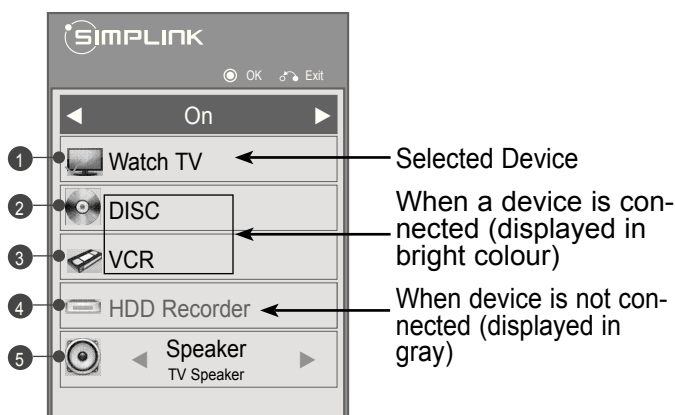 SIMPLINK
OK Exit
On
1 Watch TV
Selected Device
2 DISC
When a device is con-
nected (displayed in
bright colour)
3 VCR
4 HDD Recorder
When device is not con-
nected (displayed in
gray)
5 Speaker
TV Speaker